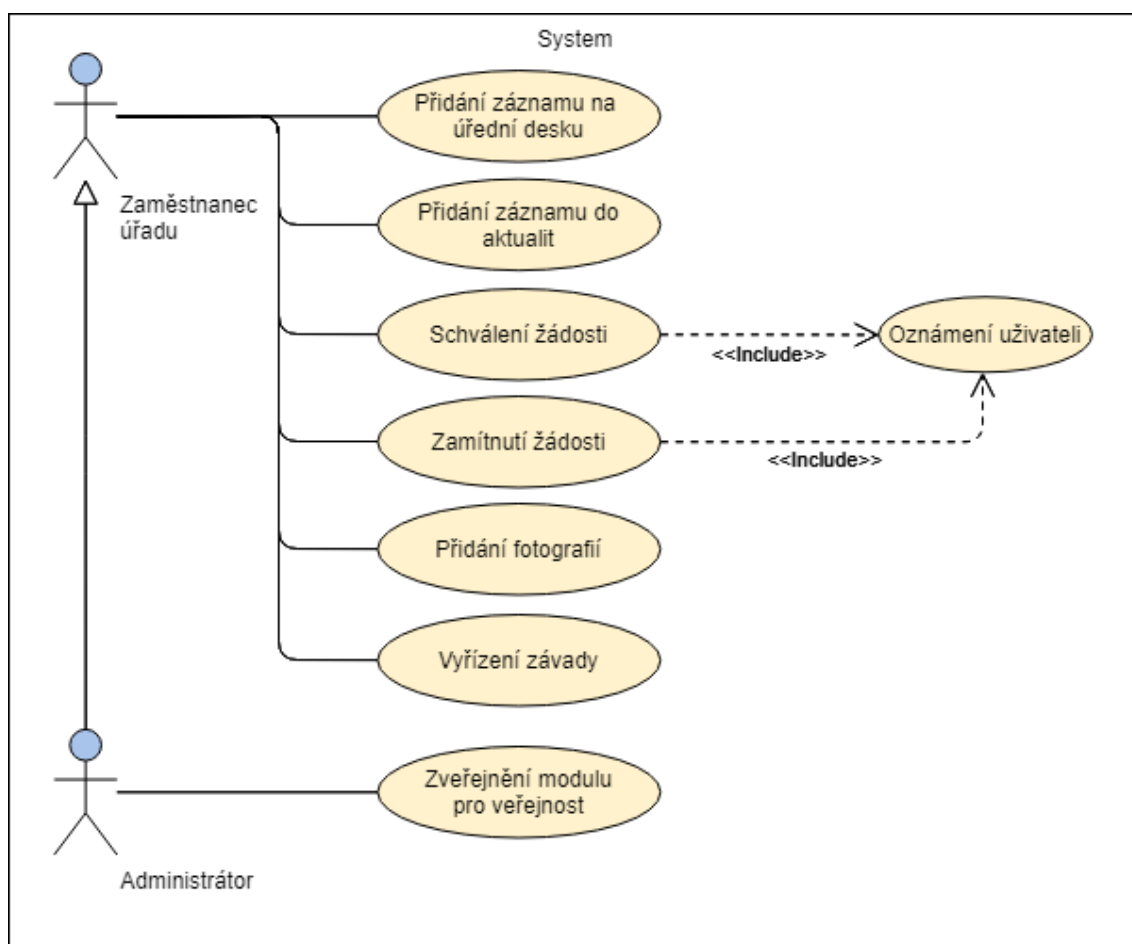 System
Přidání záznamu na
úřední desku
Zaměstnanec
úřadu
Přidání záznamu do
aktualit
Schválení žádosti
<<Include>>
Oznámení uživateli
Zamítnutí žádosti
<<Include>>
Přidání fotografií
Vyřízení závady
Zveřejnění modulu
pro veřejnost
Administrátor